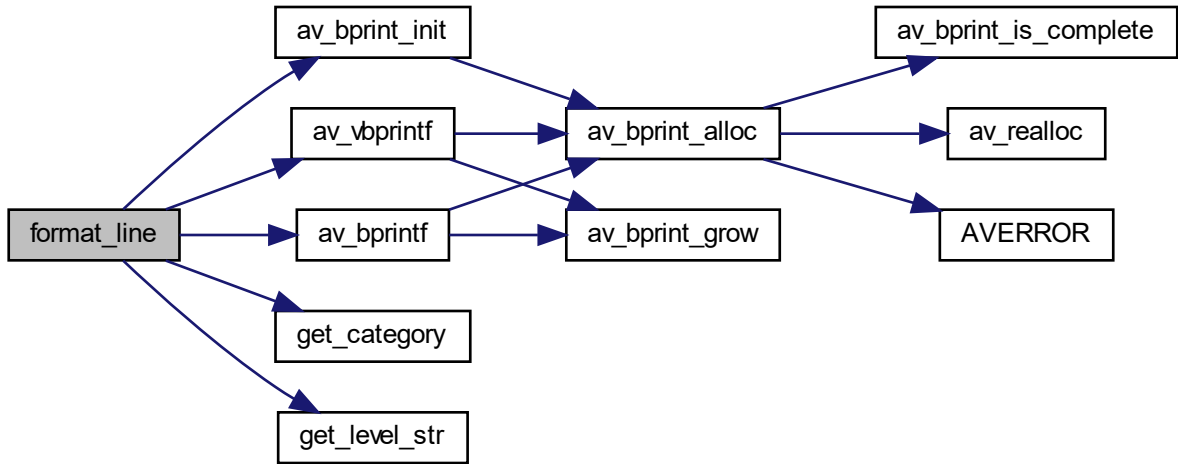 format_line
av_bprint_init
av_vbprintf
av_bprintf
get_category
get_level_str
av_bprint_alloc
av_bprint_grow
av_bprint_is_complete
av_realloc
AVERROR